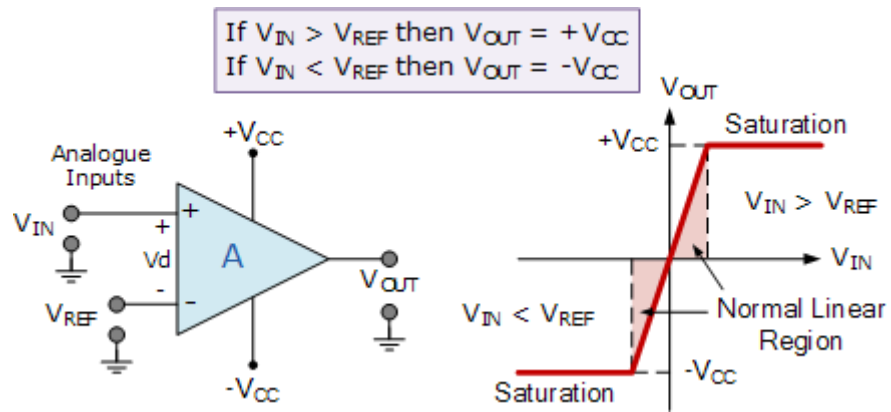 If VIN > VREF then VOUT = +VCC
If VIN < VREF then VOUT = -VCC
+VCC
Analogue
Inputs
VIN
+
+
Vd
A
-
–
VREF
VOUT
-VCC
VOUT
Saturation
+VCC
VIN > VREF
VIN
VIN < VREF
Normal Linear
Region
-VCC
Saturation